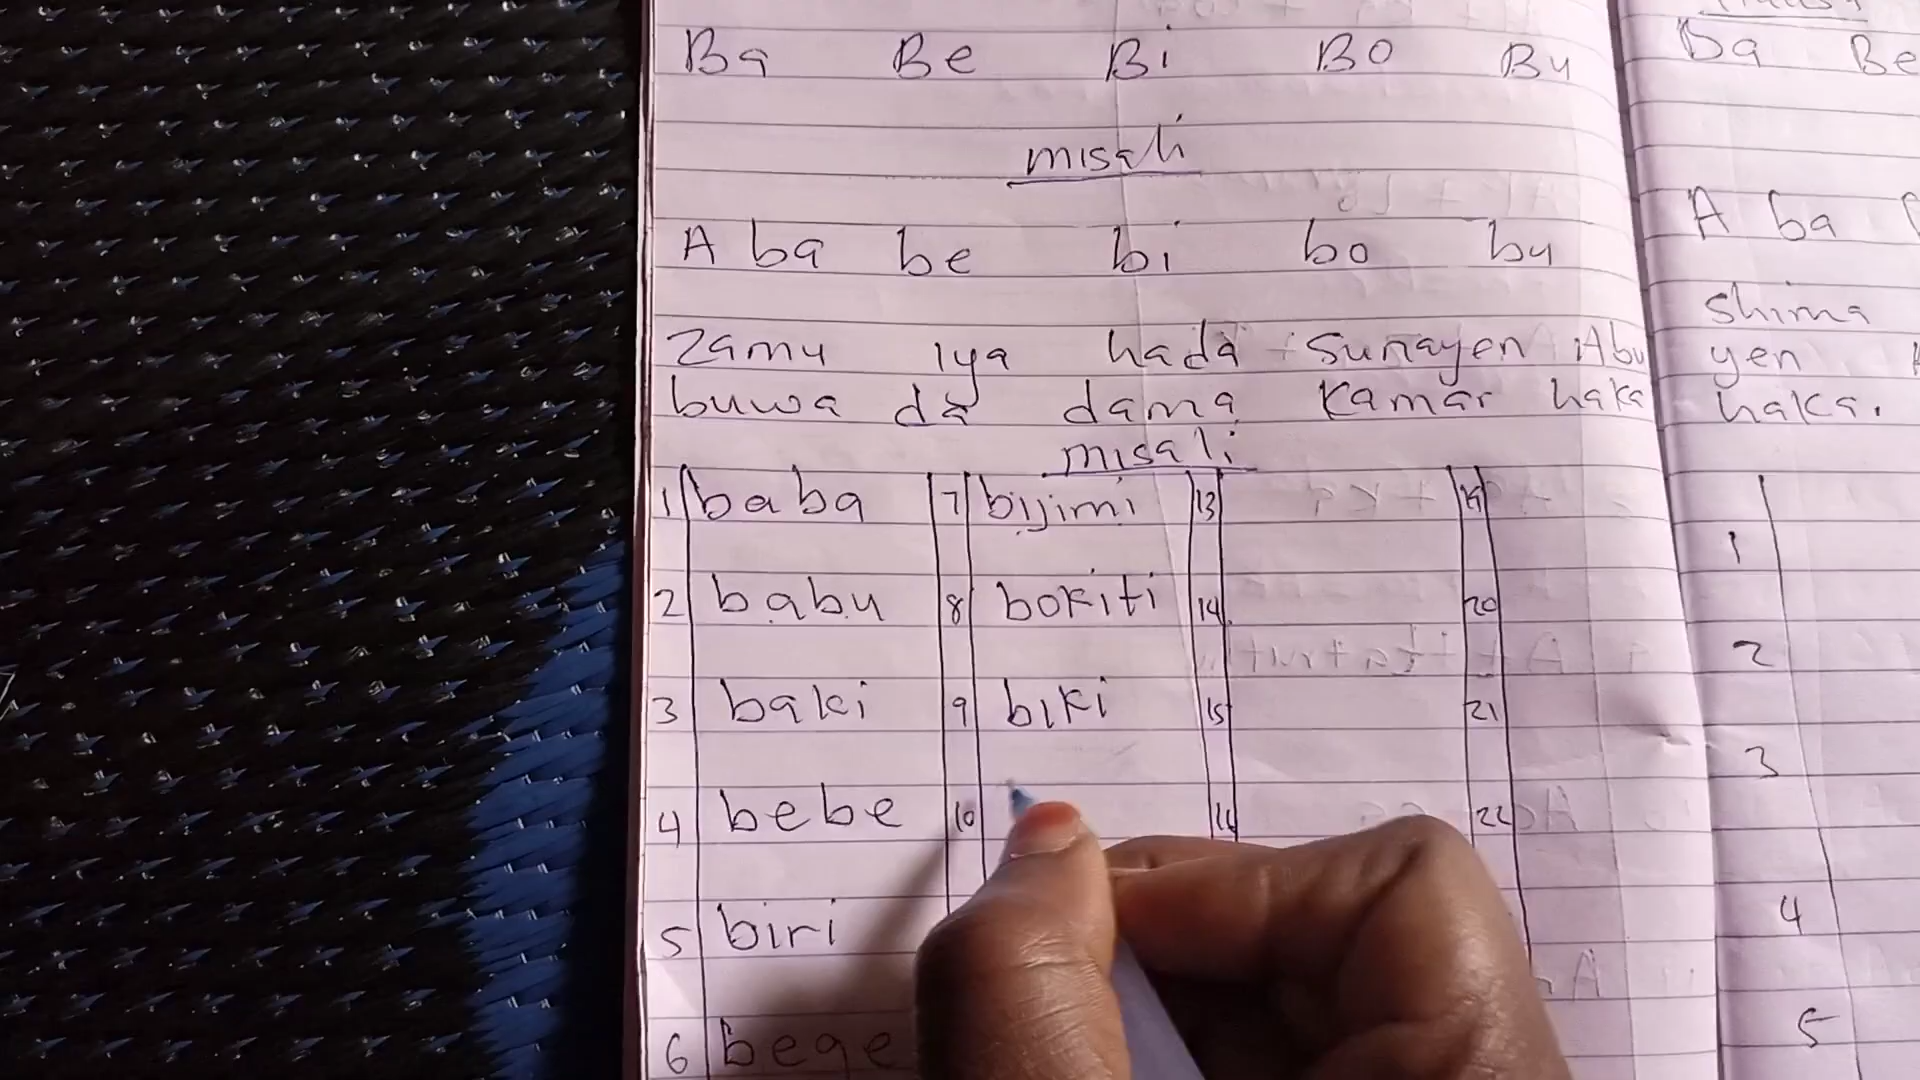 Ba Be Bi Bo Bu
misali
A ba be bi bo bu
Zamu iya hada sunayen Abu
buwa da dama kamar haka
misali
1 baba 7 bijimi 13 19
2 babu 8 bokiti 14 20
3 baki 9 biki 15 21
4 bebe 10 16 22
5 biri
6 bege
Ba Be
A ba
shima
yen
haka.
1
2
3
4
5